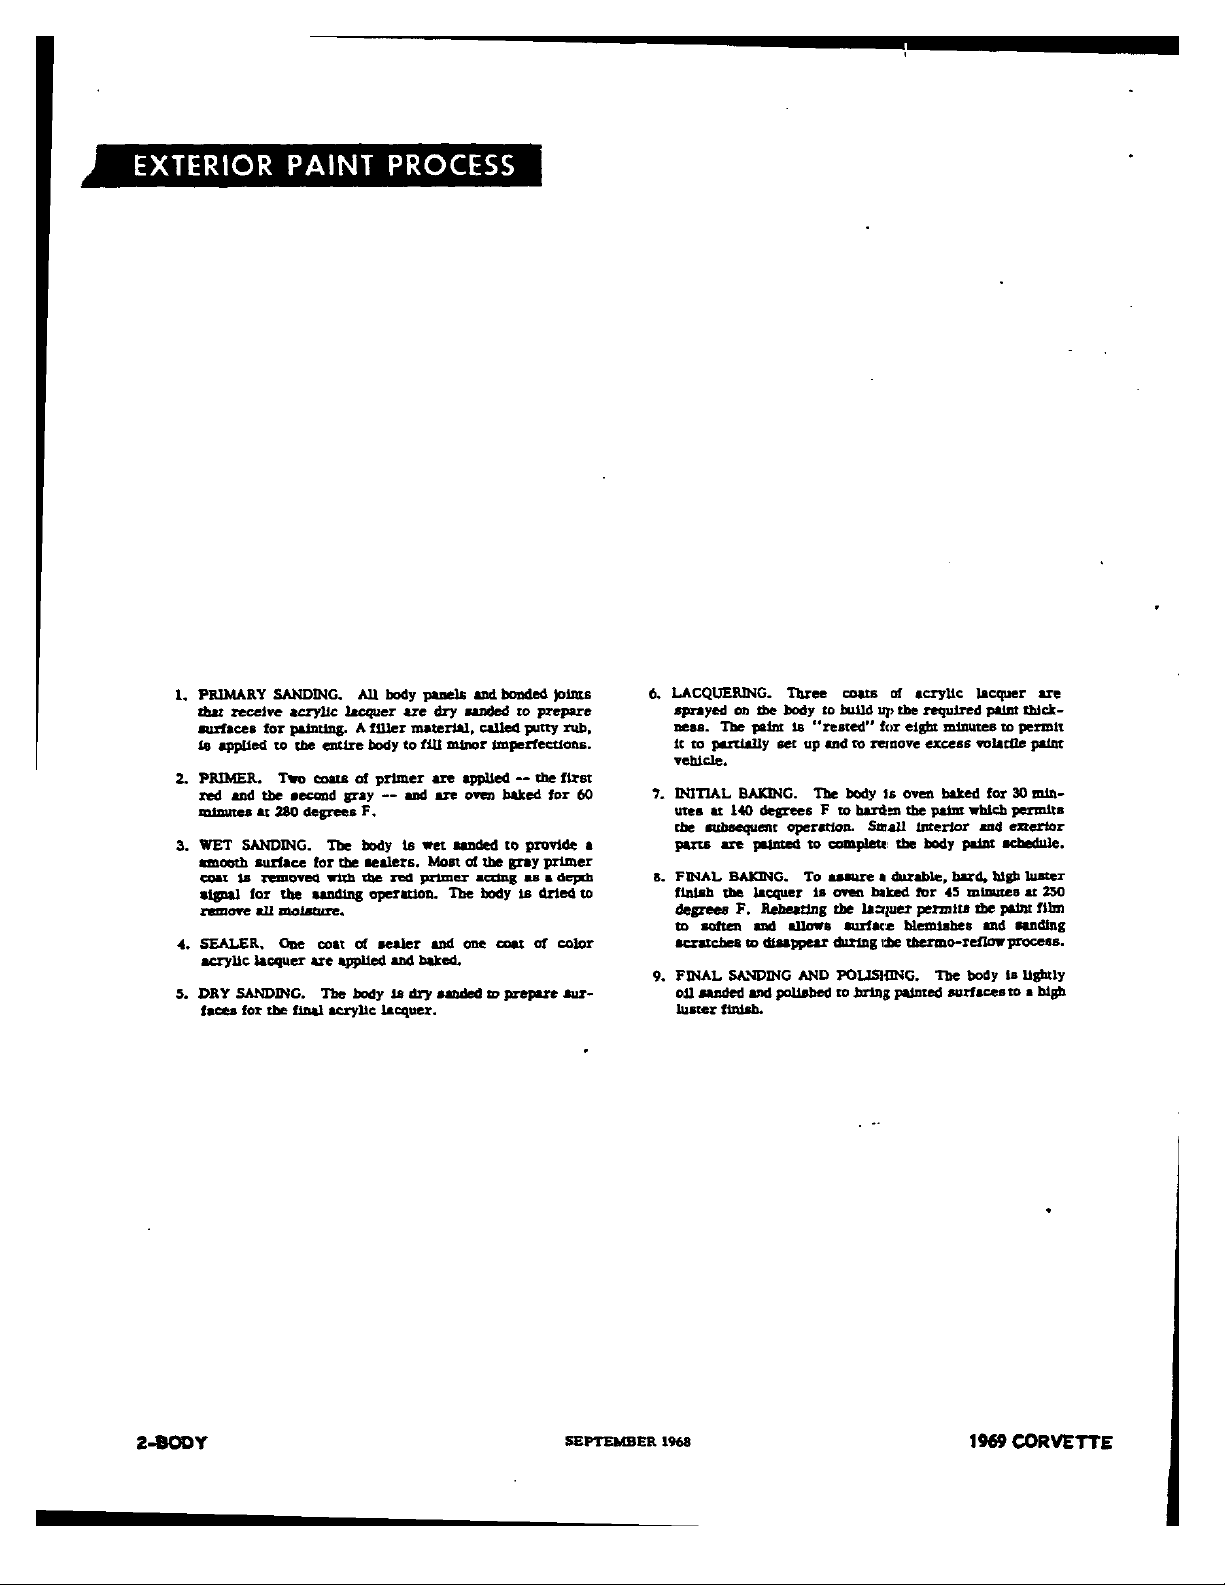 EXTERIOR PAINT PROCESS
1. PRIMARY SANDING. All body panels and bonded joints
that receive acrylic lacquer are dry sanded to prepare
surfaces for painting. A filler material, called putty rub,
is applied to the entire body to fill minor imperfections.
2. PRIMER. Two coats of primer are applied -- the first
red and the second gray -- and are oven baked for 60
minutes at 280 degrees F.
3. WET SANDING. The body is wet sanded to provide a
smooth surface for the sealers. Most of the gray primer
coat is removed with the red primer acting as a depth
signal for the sanding operation. The body is dried to
remove all moisture.
4. SEALER. One coat of sealer and one coat of color
acrylic lacquer are applied and baked.
5. DRY SANDING. The body is dry sanded to prepare sur-
faces for the final acrylic lacquer.
6. LACQUERING. Three coats of acrylic lacquer are
sprayed on the body to build up the required paint thick-
ness. The paint is "rested" for eight minutes to permit
it to partially set up and to remove excess volatile paint
vehicle.
7. INITIAL BAKING. The body is oven baked for 30 min-
utes at 140 degrees F to harden the paint which permits
the subsequent operation. Small interior and exterior
parts are painted to complete the body paint schedule.
8. FINAL BAKING. To assure a durable, hard, high luster
finish the lacquer is oven baked for 45 minutes at 250
degrees F. Reheating the lacquer permits the paint film
to soften and allows surface blemishes and sanding
scratches to disappear during the thermo-reflow process.
9. FINAL SANDING AND POLISHING. The body is lightly
oil sanded and polished to bring painted surfaces to a high
luster finish.
2-BODY
SEPTEMBER 1968
1969 CORVETTE